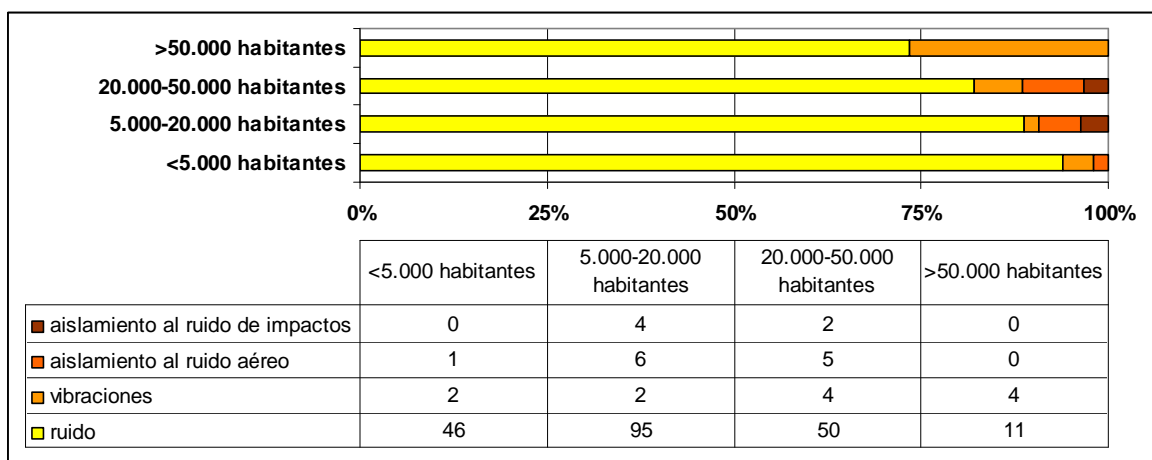 >50.000 habitantes
20.000-50.000 habitantes
5.000-20.000 habitantes
<5.000 habitantes
0% 25% 50% 75% 100%
<5.000 habitantes 5.000-20.000 habitantes 20.000-50.000 habitantes >50.000 habitantes
aislamiento al ruido de impactos 0 4 2 0
aislamiento al ruido aéreo 1 6 5 0
vibraciones 2 2 4 4
ruido 46 95 50 11